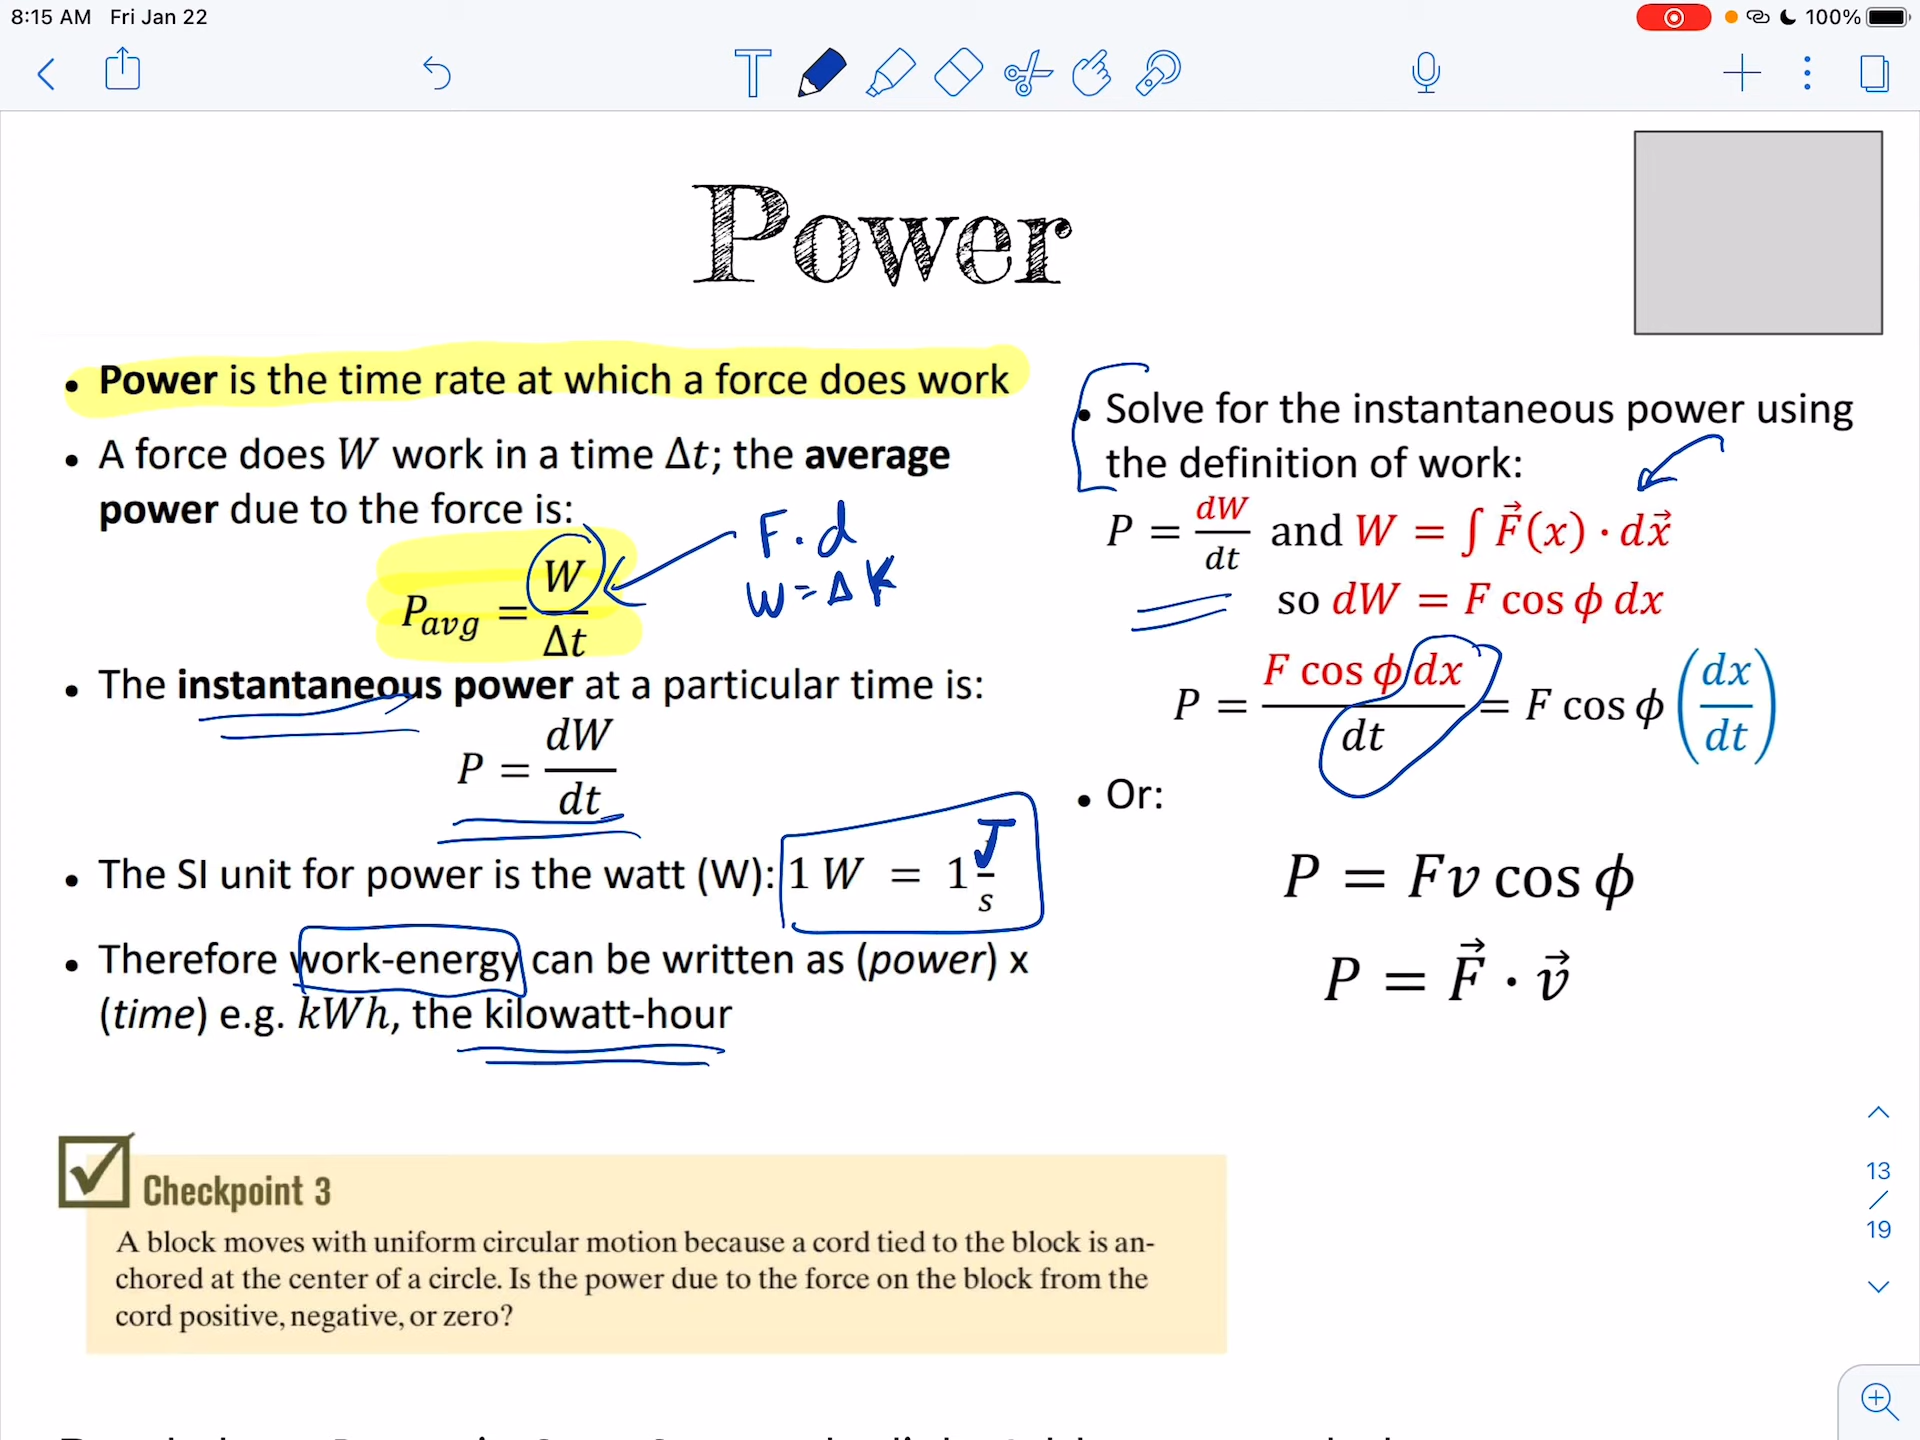 8:15 AM Fri Jan 22
100%
T
Power
• Power is the time rate at which a force does work
• A force does W work in a time Δt; the average
power due to the force is:
P_avg = W/Δt
F · d
W = Δ K
• The instantaneous power at a particular time is:
P = dW/dt
• The SI unit for power is the watt (W): 1 W = 1 J/s
• Therefore work-energy can be written as (power) x
(time) e.g. kWh, the kilowatt-hour
• Solve for the instantaneous power using
the definition of work:
P = dW/dt and W = ∫ F⃗(x) · dx⃗
so dW = F cos ϕ dx
P = F cos ϕ dx/dt = F cos ϕ (dx/dt)
• Or:
P = Fv cos ϕ
P = F⃗ · v⃗
Checkpoint 3
A block moves with uniform circular motion because a cord tied to the block is an-
chored at the center of a circle. Is the power due to the force on the block from the
cord positive, negative, or zero?
13
/
19